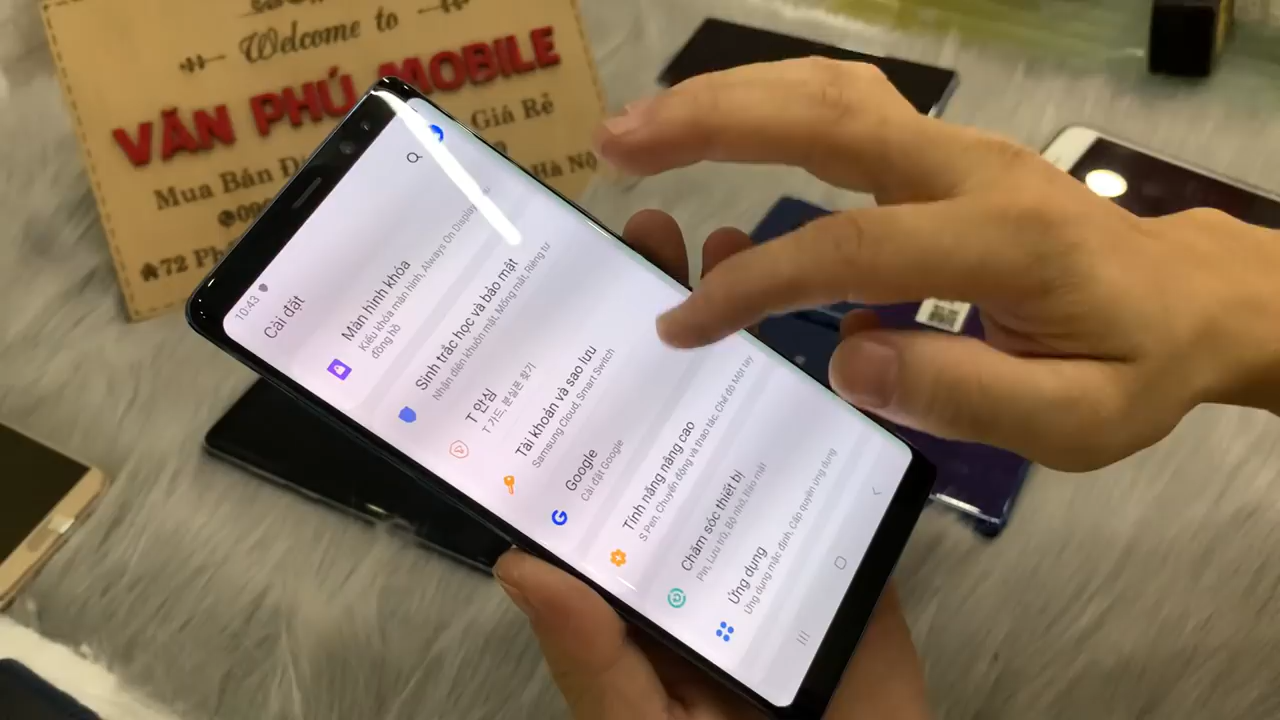 Welcome to
VĂN PHÚ MOBILE
Giá Rẻ
Mua Bán
Hà Nộ
72
10:43
Cài đặt
Màn hình khóa
Kiểu khóa màn hình, Always On Display,
đồng hồ
Sinh trắc học và bảo mật
Nhận diện khuôn mặt, Mống mắt, Riêng tư
T 안심
T 가드, 분실폰 찾기
Tài khoản và sao lưu
Samsung Cloud, Smart Switch
Google
Cài đặt Google
Tính năng nâng cao
S Pen, Chuyển động và thao tác, Chế độ Một tay
Chăm sóc thiết bị
Pin, Lưu trữ, Bộ nhớ, Bảo mật
Ứng dụng
Ứng dụng mặc định, Cấp quyền ứng dụng